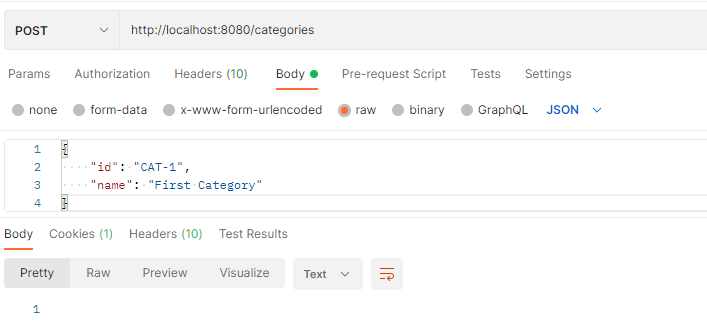 POST http://localhost:8080/categories
Params Authorization Headers (10) Body Pre-request Script Tests Settings
none form-data x-www-form-urlencoded raw binary GraphQL JSON
1 {
2 "id": "CAT-1",
3 "name": "First Category"
4 }
Body Cookies (1) Headers (10) Test Results
Pretty Raw Preview Visualize Text
1